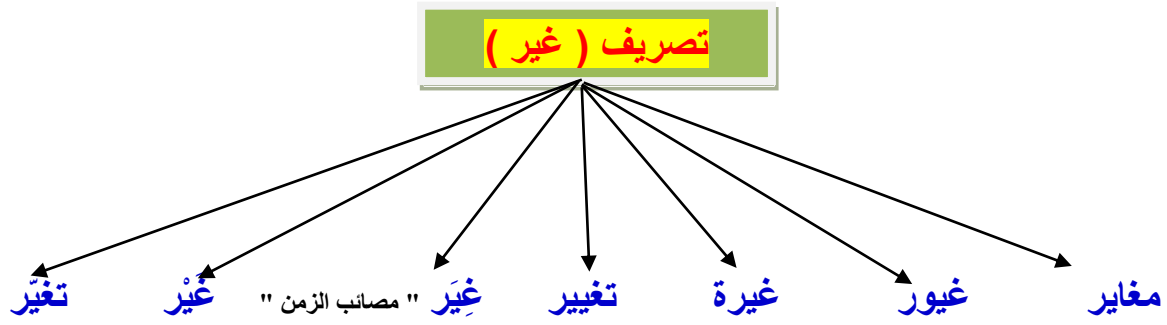 تصريف ( غير )
مغاير غيور غيرة تغيير غِيَر " مصائب الزمن " غَيْر تغيّر